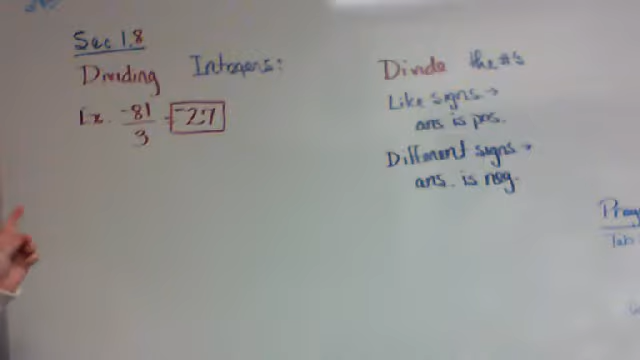 Sec 1.8
Dividing Integers:
Ex. -81/3 = -27
Divide the #s
Like signs →
ans is pos.
Different signs →
ans. is neg.
Tab